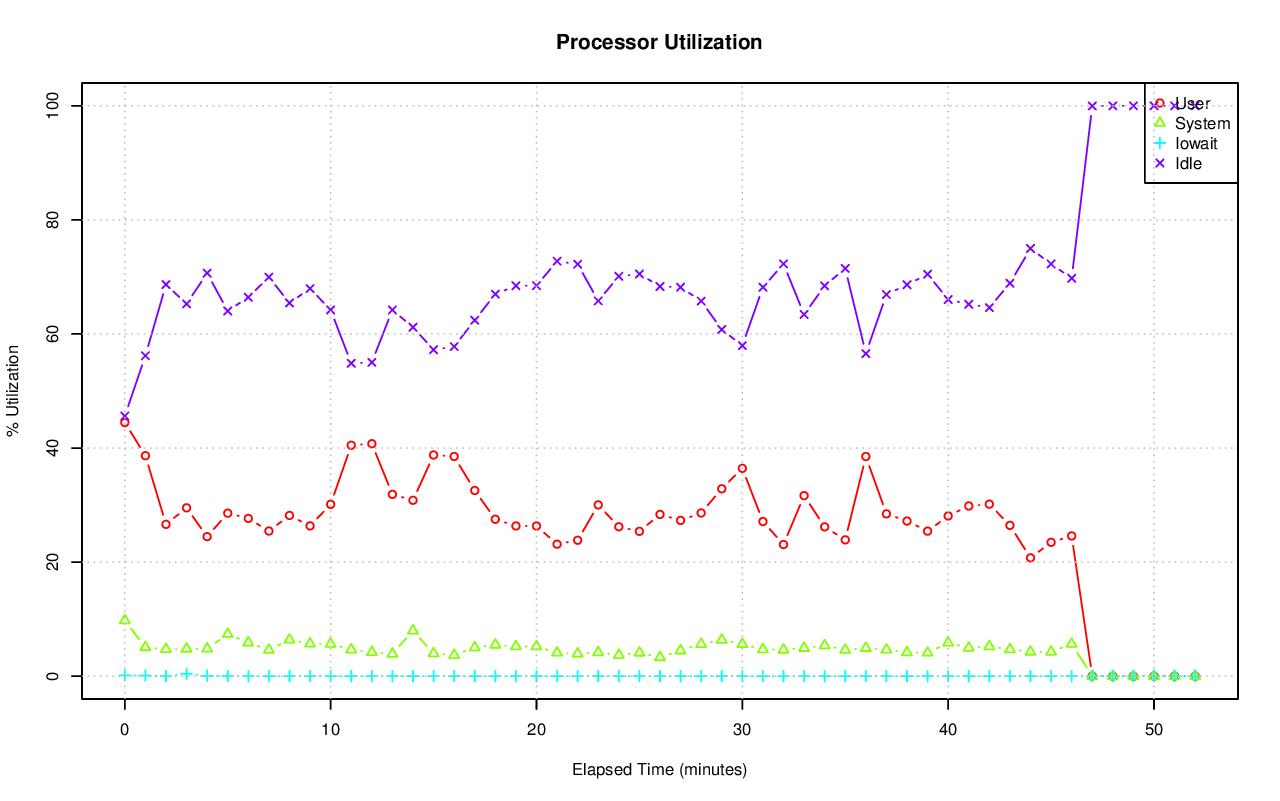 Processor Utilization
100
80
60
40
20
0
% Utilization
User
System
Iowait
Idle
0 10 20 30 40 50
Elapsed Time (minutes)